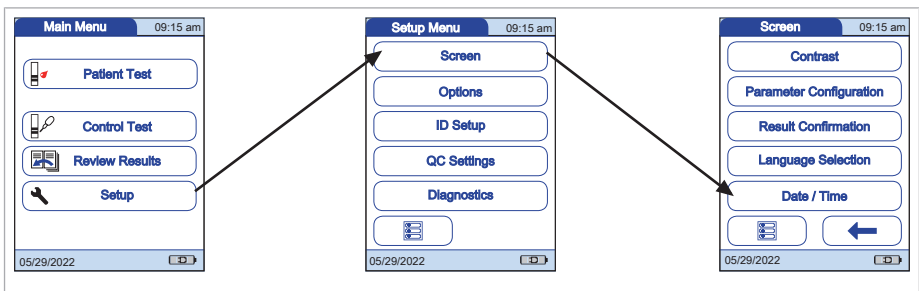 Main Menu 09:15 am
Patient Test
Control Test
Review Results
Setup
05/29/2022
Setup Menu 09:15 am
Screen
Options
ID Setup
QC Settings
Diagnostics
05/29/2022
Screen 09:15 am
Contrast
Parameter Configuration
Result Confirmation
Language Selection
Date / Time
05/29/2022